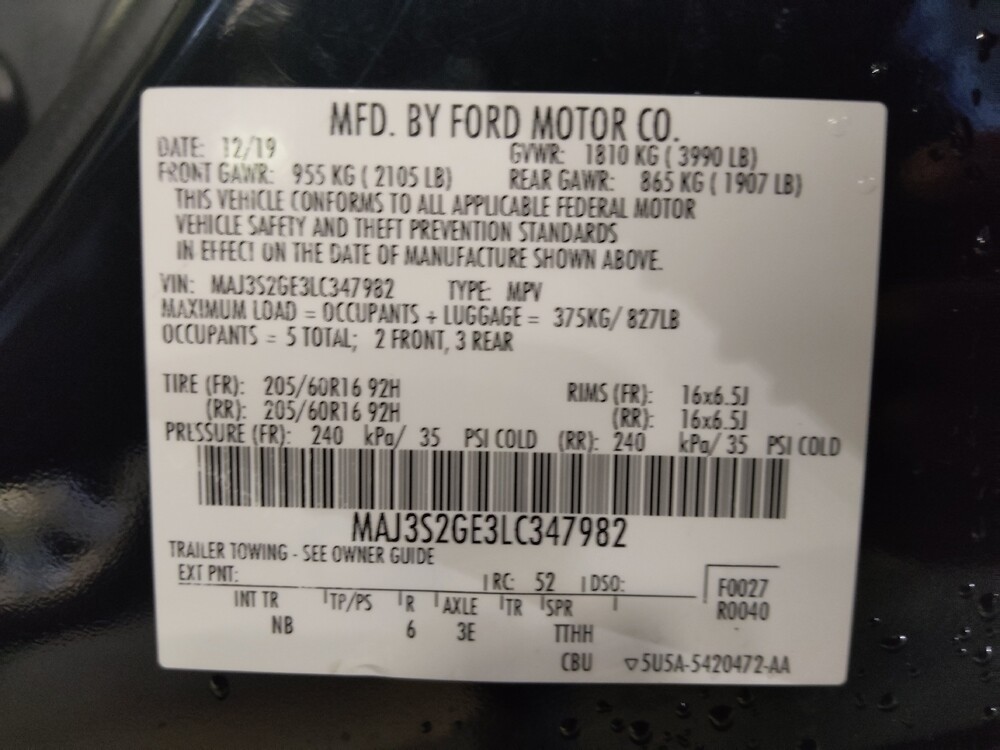 MFD. BY FORD MOTOR CO.
DATE: 12/19 GVWR: 1810 KG ( 3990 LB)
FRONT GAWR: 955 KG ( 2105 LB) REAR GAWR: 865 KG ( 1907 LB)
THIS VEHICLE CONFORMS TO ALL APPLICABLE FEDERAL MOTOR
VEHICLE SAFETY AND THEFT PREVENTION STANDARDS
IN EFFECT ON THE DATE OF MANUFACTURE SHOWN ABOVE.
VIN: MAJ3S2GE3LC347982 TYPE: MPV
MAXIMUM LOAD = OCCUPANTS + LUGGAGE = 375KG/ 827LB
OCCUPANTS = 5 TOTAL; 2 FRONT, 3 REAR
TIRE (FR): 205/60R16 92H RIMS (FR): 16x6.5J
(RR): 205/60R16 92H (RR): 16x6.5J
PRESSURE (FR): 240 kPa/ 35 PSI COLD (RR): 240 kPa/ 35 PSI COLD
MAJ3S2GE3LC347982
TRAILER TOWING - SEE OWNER GUIDE
EXT PNT: RC: 52 DSO: F0027
INT TR TP/PS R AXLE TR SPR R0040
NB 6 3E TTHH
CBU ▽5U5A-5420472-AA